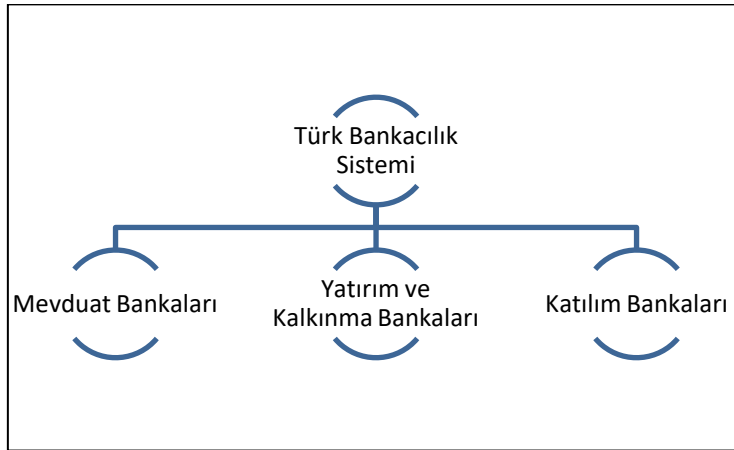 Türk Bankacılık
Sistemi
Mevduat Bankaları
Yatırım ve
Kalkınma Bankaları
Katılım Bankaları